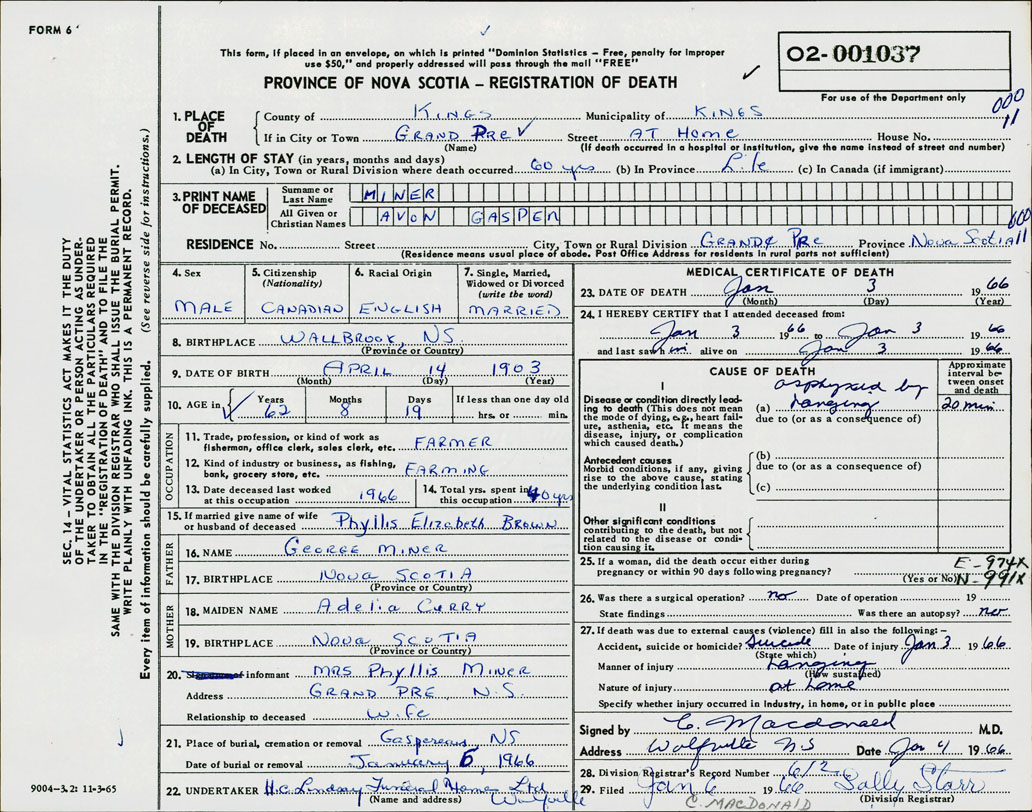 FORM 6
This form, if placed in an envelope, on which is printed "Dominion Statistics – Free, penalty for improper
use $50," and properly addressed will pass through the mail "FREE"
O2-001037
PROVINCE OF NOVA SCOTIA – REGISTRATION OF DEATH
For use of the Department only
000
11
1. PLACE OF DEATH County of KINGS Municipality of KINGS
If in City or Town GRAND PRE Street AT Home House No.
(Name) (If death occurred in a hospital or institution, give the name instead of street and number)
2. LENGTH OF STAY (in years, months and days)
(a) In City, Town or Rural Division where death occurred 60 yrs (b) In Province Life (c) In Canada (if immigrant)
3. PRINT NAME OF DECEASED Surname or Last Name MINER
All Given or Christian Names AVON GASPER
000
11
RESIDENCE No. Street City, Town or Rural Division GRAND PRE Province Nova Scotia
(Residence means usual place of abode. Post Office Address for residents in rural parts not sufficient)
SEC. 14 – VITAL STATISTICS ACT MAKES IT THE DUTY
OF THE UNDERTAKER OR PERSON ACTING AS UNDER-
TAKER TO OBTAIN ALL THE PARTICULARS REQUIRED
IN THE "REGISTRATION OF DEATH" AND TO FILE THE
SAME WITH THE DIVISION REGISTRAR WHO SHALL ISSUE THE BURIAL PERMIT.
WRITE PLAINLY WITH UNFADING INK. THIS IS A PERMANENT RECORD.
Every item of information should be carefully supplied. (See reverse side for instructions.)
4. Sex 5. Citizenship (Nationality) 6. Racial Origin 7. Single, Married, Widowed or Divorced (write the word)
MALE CANADIAN ENGLISH MARRIED
8. BIRTHPLACE WALLBROOK, NS.
(Province or Country)
9. DATE OF BIRTH APRIL 14 1903
(Month) (Day) (Year)
10. AGE in Years Months Days If less than one day old
62 8 19 hrs. or min.
OCCUPATION
11. Trade, profession, or kind of work as
fisherman, office clerk, sales clerk, etc. FARMER
12. Kind of industry or business, as fishing,
bank, grocery store, etc. FARMING
13. Date deceased last worked at this occupation 1966 14. Total yrs. spent in this occupation 40 yrs
15. If married give name of wife
or husband of deceased Phyllis Elizabeth BROWN
FATHER
16. NAME GEORGE MINER
17. BIRTHPLACE NOVA SCOTIA
(Province or Country)
MOTHER
18. MAIDEN NAME Adelia CURRY
19. BIRTHPLACE NOVA SCOTIA
(Province or Country)
20. informant MRS Phyllis MINER
Address GRAND PRE N.S.
Relationship to deceased wife
21. Place of burial, cremation or removal Gaspereau, NS
Date of burial or removal January 6, 1966
22. UNDERTAKER H.C. Lindsay Funeral Home Ltd
(Name and address) Wolfville
9004-3.2: 11-3-65
MEDICAL CERTIFICATE OF DEATH
23. DATE OF DEATH Jan 3 1966
(Month) (Day) (Year)
24. I HEREBY CERTIFY that I attended deceased from:
Jan 3 1966 to Jan 3 1966
and last saw him alive on Jan 3 1966
CAUSE OF DEATH
Approximate interval between onset and death
I
Disease or condition directly lead-
ing to death (This does not mean
the mode of dying, e.g., heart fail-
ure, asthenia, etc. It means the
disease, injury, or complication
which caused death.)
asphyxia by
(a) hanging 20 min
due to (or as a consequence of)
Antecedent causes
Morbid conditions, if any, giving
rise to the above cause, stating
the underlying condition last.
(b)
due to (or as a consequence of)
(c)
II
Other significant conditions
contributing to the death, but not
related to the disease or condi-
tion causing it.
25. If a woman, did the death occur either during
pregnancy or within 90 days following pregnancy?
(Yes or No)
E-974X
N-991X
26. Was there a surgical operation? no Date of operation 19
State findings Was there an autopsy? no
27. If death was due to external causes (violence) fill in also the following:–
Accident, suicide or homicide? Suicide Date of injury Jan 3 1966
(State which)
Manner of injury hanging
(How sustained)
Nature of injury at home
Specify whether injury occurred in industry, in home, or in public place
Signed by C. Macdonald M.D.
Address Wolfville NS Date Jan 4 1966
28. Division Registrar's Record Number 612
29. Filed Jan 6 1966 Sally Starr
(Division Registrar)
C. MACDONALD